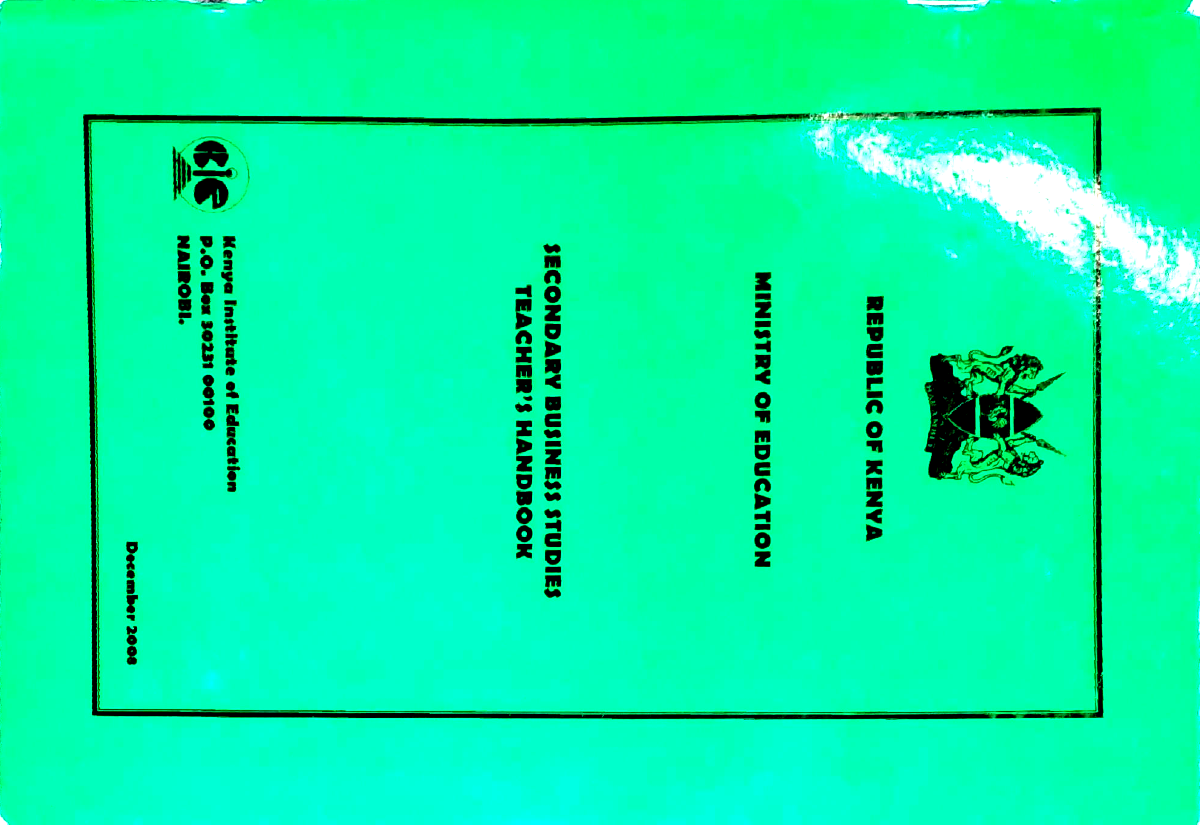 REPUBLIC OF KENYA
MINISTRY OF EDUCATION
SECONDARY BUSINESS STUDIES
TEACHER'S HANDBOOK
KIE
Kenya Institute of Education
P.O. Box 30231 00100
NAIROBI.
December 2006